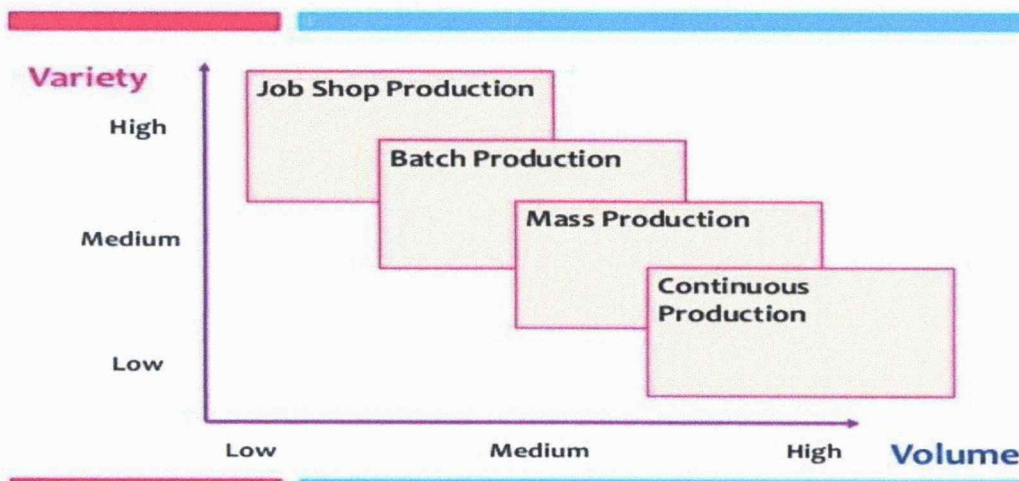 Variety
Job Shop Production
High
Batch Production
Mass Production
Medium
Continuous
Production
Low
Low Medium High Volume